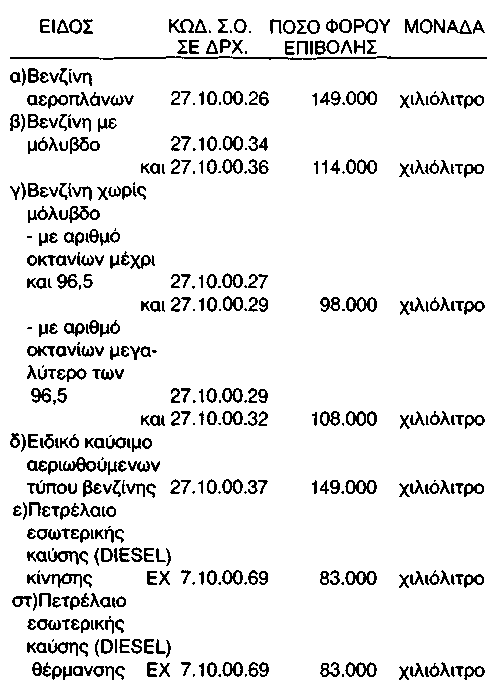 ΕΙΔΟΣ ΚΩΔ. Σ.Ο. ΠΟΣΟ ΦΟΡΟΥ ΜΟΝΑΔΑ
ΣΕ ΔΡΧ. ΕΠΙΒΟΛΗΣ
α)Βενζίνη
αεροπλάνων 27.10.00.26 149.000 χιλιόλιτρο
β)Βενζίνη με
μόλυβδο 27.10.00.34
και 27.10.00.36 114.000 χιλιόλιτρο
γ)Βενζίνη χωρίς
μόλυβδο
- με αριθμό
οκτανίων μέχρι
και 96,5 27.10.00.27
και 27.10.00.29 98.000 χιλιόλιτρο
- με αριθμό
οκτανίων μεγα-
λύτερο των
96,5 27.10.00.29
και 27.10.00.32 108.000 χιλιόλιτρο
δ)Ειδικό καύσιμο
αεριωθούμενων
τύπου βενζίνης 27.10.00.37 149.000 χιλιόλιτρο
ε)Πετρέλαιο
εσωτερικής
καύσης (DIESEL)
κίνησης ΕΧ 7.10.00.69 83.000 χιλιόλιτρο
στ)Πετρέλαιο
εσωτερικής
καύσης (DIESEL)
θέρμανσης ΕΧ 7.10.00.69 83.000 χιλιόλιτρο